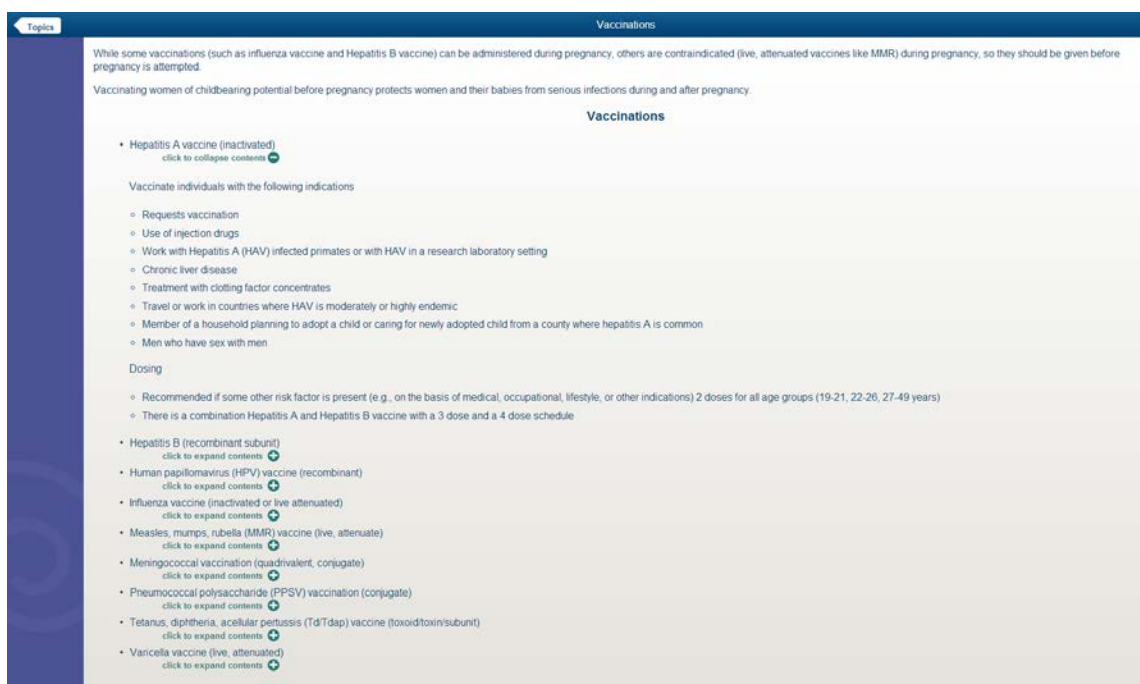 Topics
Vaccinations
While some vaccinations (such as influenza vaccine and Hepatitis B vaccine) can be administered during pregnancy, others are contraindicated (live, attenuated vaccines like MMR) during pregnancy, so they should be given before
pregnancy is attempted.
Vaccinating women of childbearing potential before pregnancy protects women and their babies from serious infections during and after pregnancy.
Vaccinations
• Hepatitis A vaccine (inactivated)
click to collapse contents
Vaccinate individuals with the following indications
◦ Requests vaccination
◦ Use of injection drugs
◦ Work with Hepatitis A (HAV) infected primates or with HAV in a research laboratory setting
◦ Chronic liver disease
◦ Treatment with clotting factor concentrates
◦ Travel or work in countries where HAV is moderately or highly endemic
◦ Member of a household planning to adopt a child or caring for newly adopted child from a county where hepatitis A is common
◦ Men who have sex with men
Dosing
◦ Recommended if some other risk factor is present (e.g., on the basis of medical, occupational, lifestyle, or other indications) 2 doses for all age groups (19-21, 22-26, 27-49 years)
◦ There is a combination Hepatitis A and Hepatitis B vaccine with a 3 dose and a 4 dose schedule
• Hepatitis B (recombinant subunit)
click to expand contents
• Human papillomavirus (HPV) vaccine (recombinant)
click to expand contents
• Influenza vaccine (inactivated or live attenuated)
click to expand contents
• Measles, mumps, rubella (MMR) vaccine (live, attenuate)
click to expand contents
• Meningococcal vaccination (quadrivalent, conjugate)
click to expand contents
• Pneumococcal polysaccharide (PPSV) vaccination (conjugate)
click to expand contents
• Tetanus, diphtheria, acellular pertussis (Td/Tdap) vaccine (toxoid/toxin/subunit)
click to expand contents
• Varicella vaccine (live, attenuated)
click to expand contents